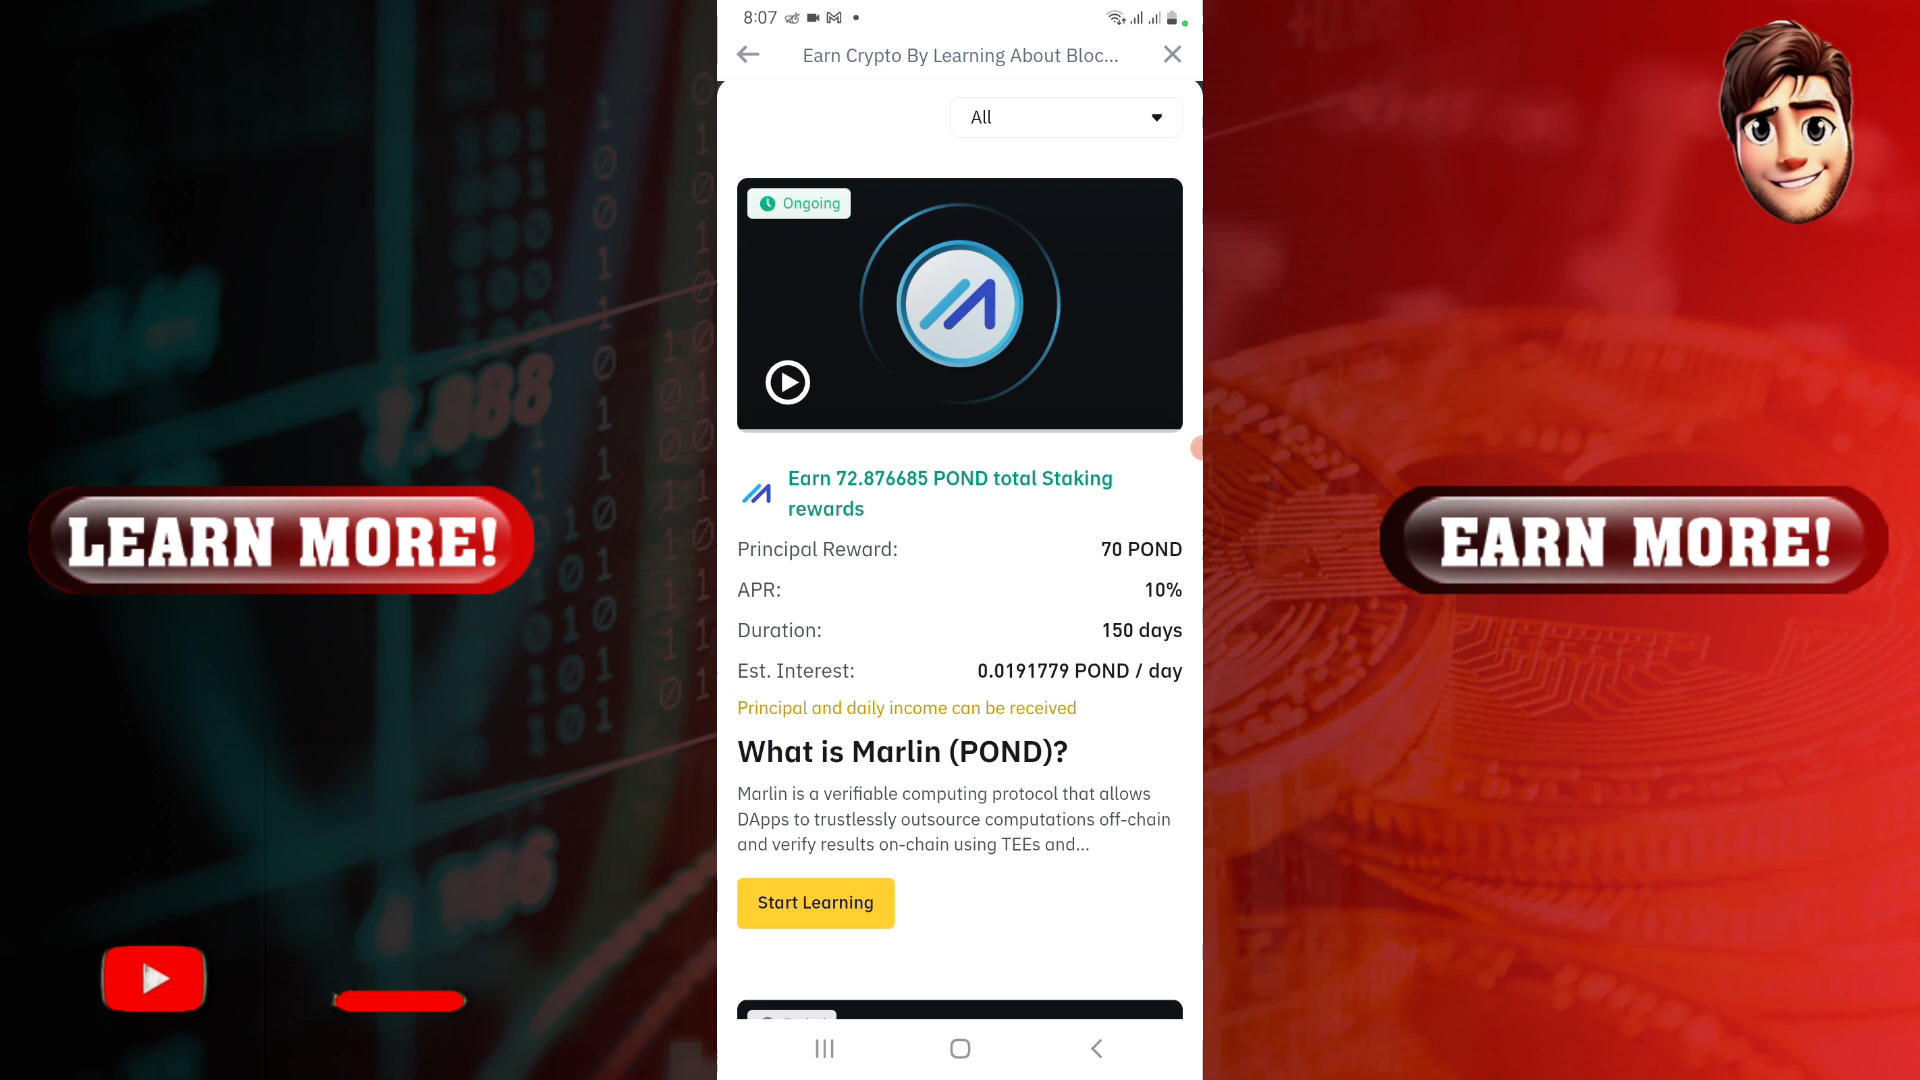 8:07
Earn Crypto By Learning About Bloc...
All
Ongoing
Earn 72.876685 POND total Staking
rewards
Principal Reward: 70 POND
APR: 10%
Duration: 150 days
Est. Interest: 0.0191779 POND / day
Principal and daily income can be received
What is Marlin (POND)?
Marlin is a verifiable computing protocol that allows
DApps to trustlessly outsource computations off-chain
and verify results on-chain using TEEs and...
Start Learning
LEARN MORE!
EARN MORE!